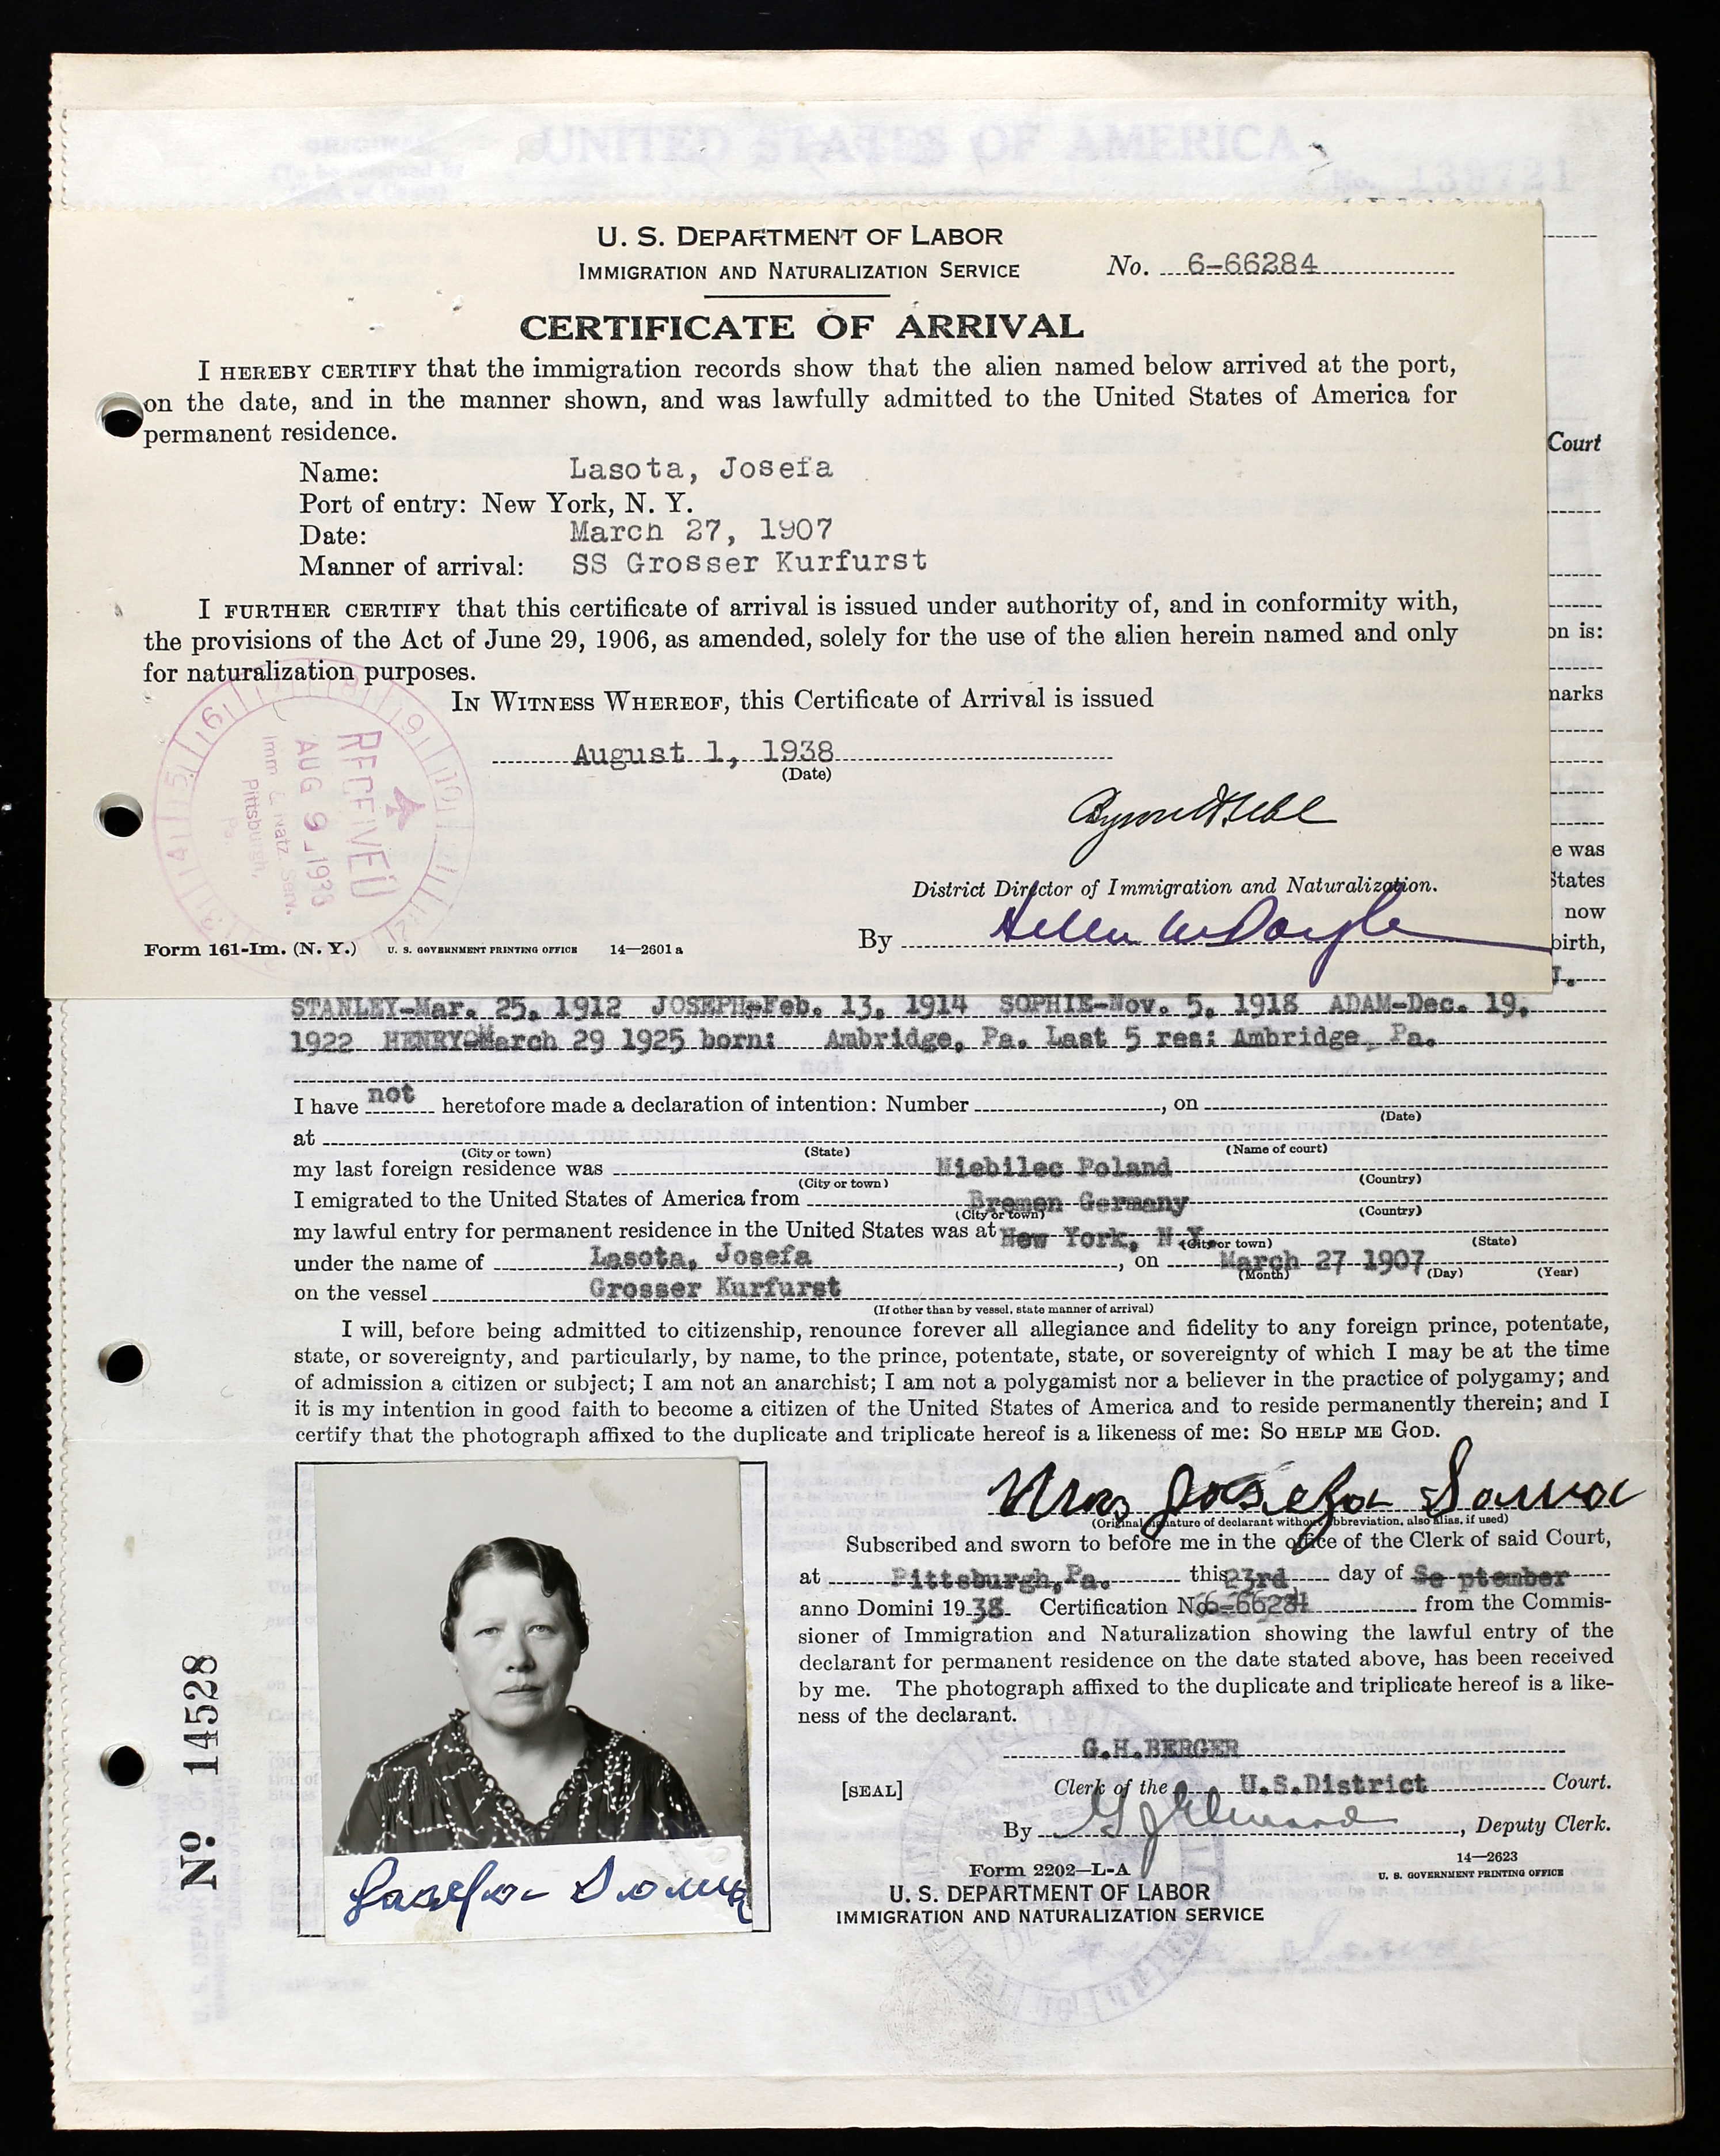 UNITED STATES OF AMERICA
No. 138721
U. S. DEPARTMENT OF LABOR
IMMIGRATION AND NATURALIZATION SERVICE
No. 6-66284
CERTIFICATE OF ARRIVAL
I HEREBY CERTIFY that the immigration records show that the alien named below arrived at the port,
on the date, and in the manner shown, and was lawfully admitted to the United States of America for
permanent residence.
Court
Name: Lasota, Josefa
Port of entry: New York, N. Y.
Date: March 27, 1907
Manner of arrival: SS Grosser Kurfurst
I FURTHER CERTIFY that this certificate of arrival is issued under authority of, and in conformity with,
the provisions of the Act of June 29, 1906, as amended, solely for the use of the alien herein named and only
for naturalization purposes.
on is:
marks
IN WITNESS WHEREOF, this Certificate of Arrival is issued
August 1, 1938
(Date)
RECEIVED
AUG 9-1938
Imm & Natz. Serv.
Pittsburgh,
Pa.
District Director of Immigration and Naturalization.
By Helen W Doyle
Form 161-Im. (N. Y.) U. S. GOVERNMENT PRINTING OFFICE 14—2601a
e was
States
now
birth,
J.
STANLEY-Mar. 25, 1912 JOSEPH-Feb. 13, 1914 SOPHIE-Nov. 5, 1918 ADAM-Dec. 19,
1922 HENRY-March 29 1925 born: Ambridge, Pa. Last 5 res: Ambridge, Pa.
I have not heretofore made a declaration of intention: Number , on
(Date)
at
(City or town) (State) (Name of court)
my last foreign residence was Niebilec Poland
(City or town) (Country)
I emigrated to the United States of America from Bremen Germany
(City or town) (Country)
my lawful entry for permanent residence in the United States was at New York, N.Y.
(City or town) (State)
under the name of Lasota, Josefa , on March 27 1907
(Month) (Day) (Year)
on the vessel Grosser Kurfurst
(If other than by vessel, state manner of arrival)
I will, before being admitted to citizenship, renounce forever all allegiance and fidelity to any foreign prince, potentate,
state, or sovereignty, and particularly, by name, to the prince, potentate, state, or sovereignty of which I may be at the time
of admission a citizen or subject; I am not an anarchist; I am not a polygamist nor a believer in the practice of polygamy; and
it is my intention in good faith to become a citizen of the United States of America and to reside permanently therein; and I
certify that the photograph affixed to the duplicate and triplicate hereof is a likeness of me: SO HELP ME GOD.
Mrs Josefa
(Original signature of declarant without abbreviation, also alias, if used)
Subscribed and sworn to before me in the office of the Clerk of said Court,
at Pittsburgh, Pa. this 23rd day of Se ptember
anno Domini 1938 Certification No 6-66284 from the Commis-
sioner of Immigration and Naturalization showing the lawful entry of the
declarant for permanent residence on the date stated above, has been received
by me. The photograph affixed to the duplicate and triplicate hereof is a like-
ness of the declarant.
G.H.BERGER
[SEAL] Clerk of the U.S.District Court.
By , Deputy Clerk.
Form 2202—L-A
14—2623
U. S. GOVERNMENT PRINTING OFFICE
U. S. DEPARTMENT OF LABOR
IMMIGRATION AND NATURALIZATION SERVICE
Josefa
No 14528